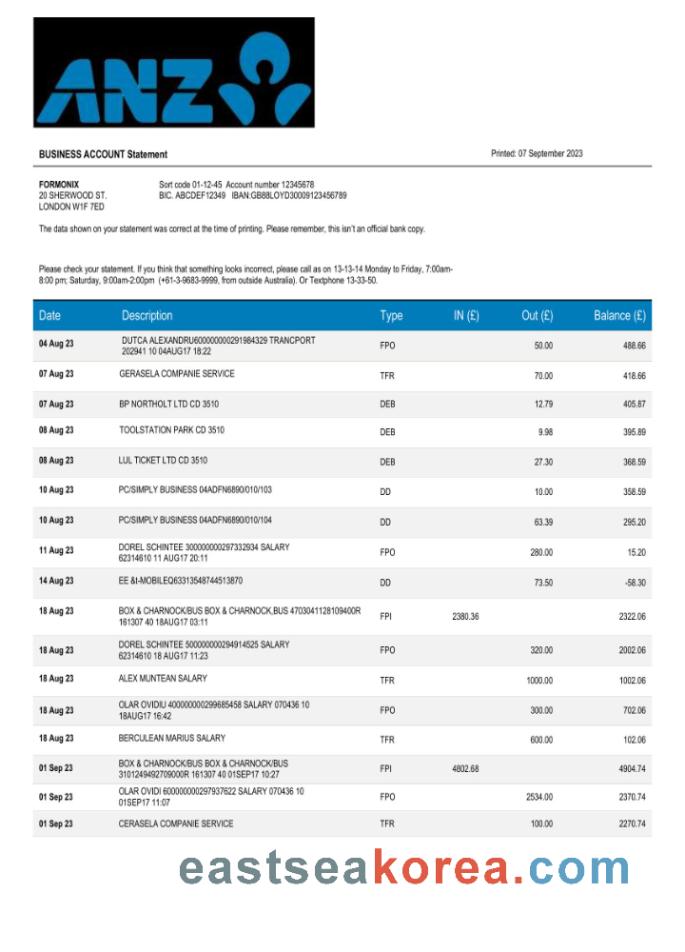 ANZ
BUSINESS ACCOUNT Statement
Printed: 07 September 2023
FORMONIX
Sort code 01-12-45 Account number 12345678
20 SHERWOOD ST.
BIC. ABCDEF12349 IBAN:GB88LOYD30009123456789
LONDON W1F 7ED
The data shown on your statement was correct at the time of printing. Please remember, this isn't an official bank copy.
Please check your statement. If you think that something looks incorrect, please call as on 13-13-14 Monday to Friday, 7:00am-
8:00 pm; Saturday, 9:00am-2:00pm (+61-3-9683-9999, from outside Australia). Or Textphone 13-33-50.
Date Description Type IN (£) Out (£) Balance (£)
04 Aug 23 DUTCA ALEXANDRU600000000291984329 TRANCPORT FPO 50.00 488.66
202941 10 04AUG17 18:22
07 Aug 23 GERASELA COMPANIE SERVICE TFR 70.00 418.66
07 Aug 23 BP NORTHOLT LTD CD 3510 DEB 12.79 405.87
08 Aug 23 TOOLSTATION PARK CD 3510 DEB 9.98 395.89
08 Aug 23 LUL TICKET LTD CD 3510 DEB 27.30 368.59
10 Aug 23 PC/SIMPLY BUSINESS 04ADFN6890/010/103 DD 10.00 358.59
10 Aug 23 PC/SIMPLY BUSINESS 04ADFN6890/010/104 DD 63.39 295.20
11 Aug 23 DOREL SCHINTEE 300000000297332934 SALARY FPO 280.00 15.20
62314610 11 AUG17 20:11
14 Aug 23 EE &t-MOBILEQ63313548744513870 DD 73.50 -58.30
18 Aug 23 BOX & CHARNOCK/BUS BOX & CHARNOCK,BUS 4703041128109400R FPI 2380.36 2322.06
161307 40 18AUG17 03:11
18 Aug 23 DOREL SCHINTEE 500000000294914525 SALARY FPO 320.00 2002.06
62314610 18 AUG17 11:23
18 Aug 23 ALEX MUNTEAN SALARY TFR 1000.00 1002.06
18 Aug 23 OLAR OVIDIU 400000000299685458 SALARY 070436 10 FPO 300.00 702.06
18AUG17 16:42
18 Aug 23 BERCULEAN MARIUS SALARY TFR 600.00 102.06
01 Sep 23 BOX & CHARNOCK/BUS BOX & CHARNOCK/BUS FPI 4802.68 4904.74
3101249492709000R 161307 40 01SEP17 10:27
01 Sep 23 OLAR OVIDI 600000000297937622 SALARY 070436 10 FPO 2534.00 2370.74
01SEP17 11:07
01 Sep 23 CERASELA COMPANIE SERVICE TFR 100.00 2270.74
eastseakorea.com